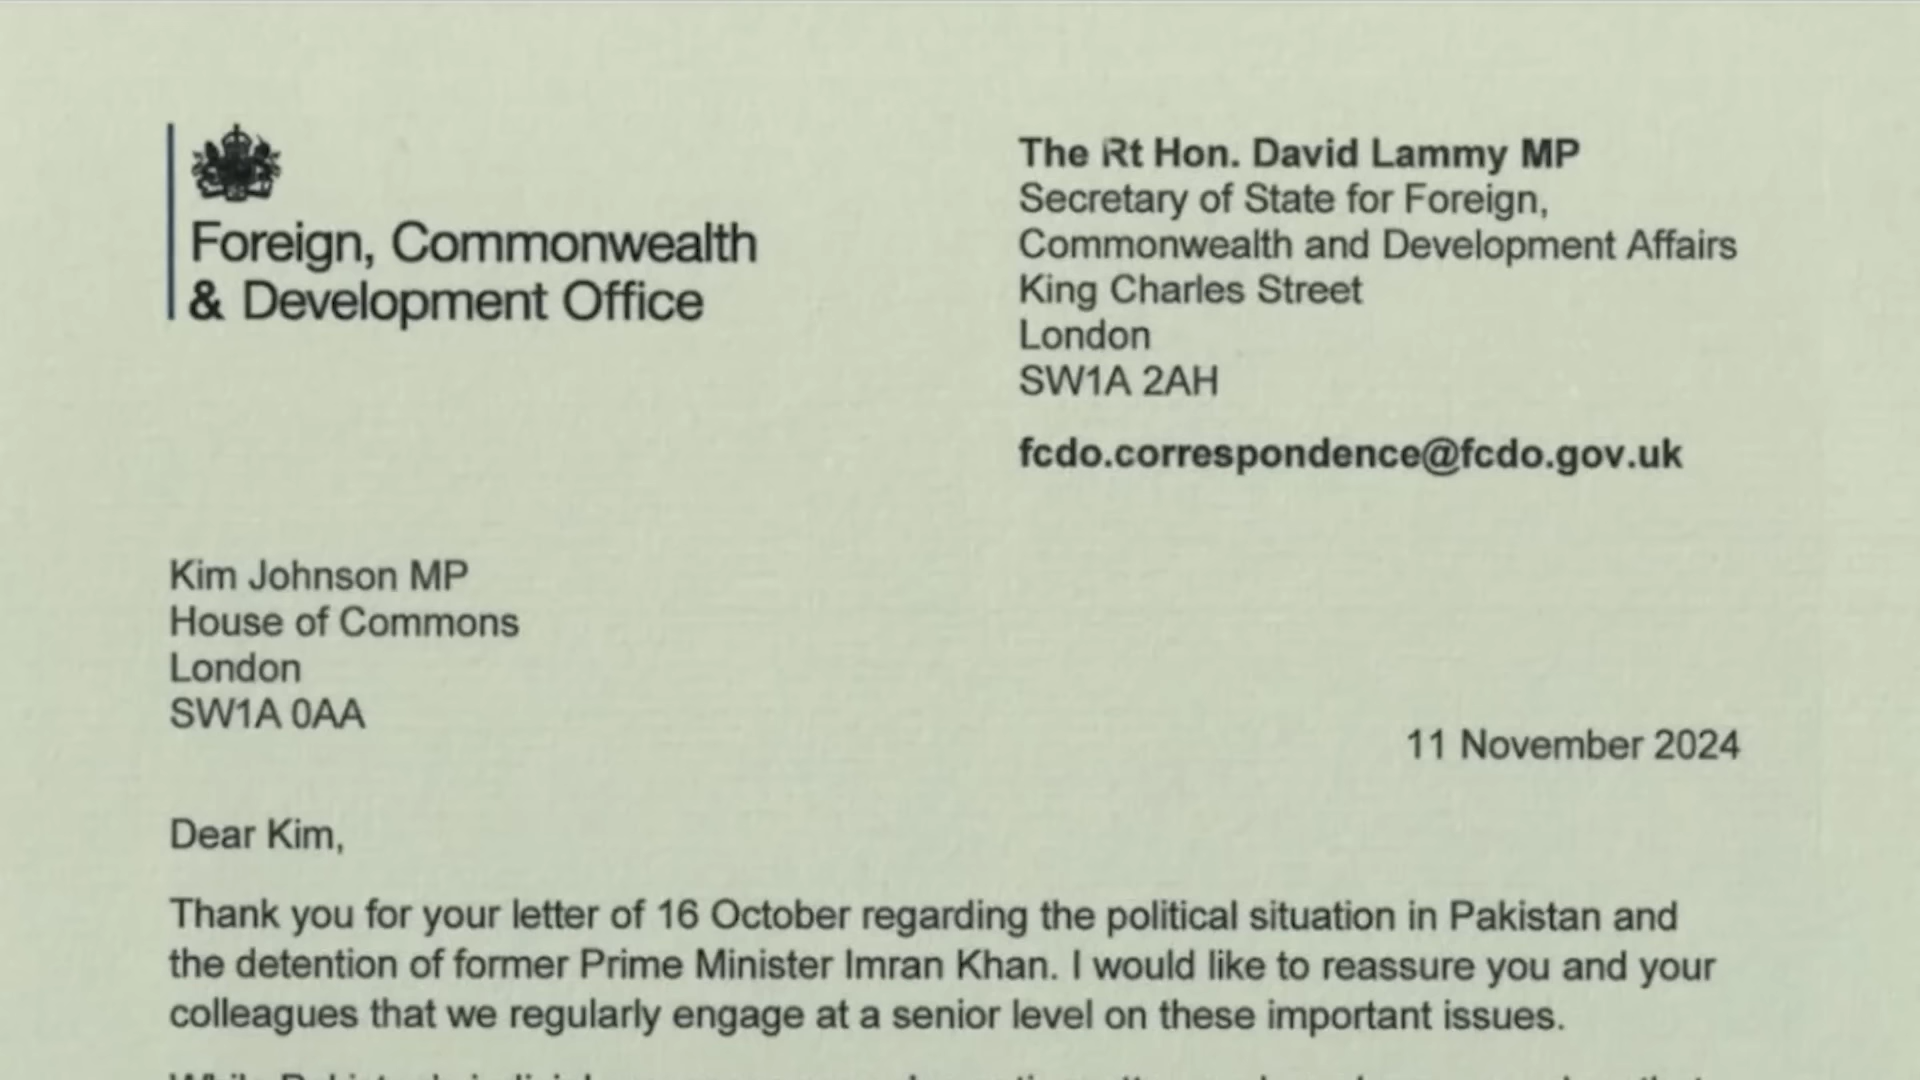 Foreign, Commonwealth
& Development Office
The Rt Hon. David Lammy MP
Secretary of State for Foreign,
Commonwealth and Development Affairs
King Charles Street
London
SW1A 2AH
fcdo.correspondence@fcdo.gov.uk
Kim Johnson MP
House of Commons
London
SW1A 0AA
11 November 2024
Dear Kim,
Thank you for your letter of 16 October regarding the political situation in Pakistan and
the detention of former Prime Minister Imran Khan. I would like to reassure you and your
colleagues that we regularly engage at a senior level on these important issues.